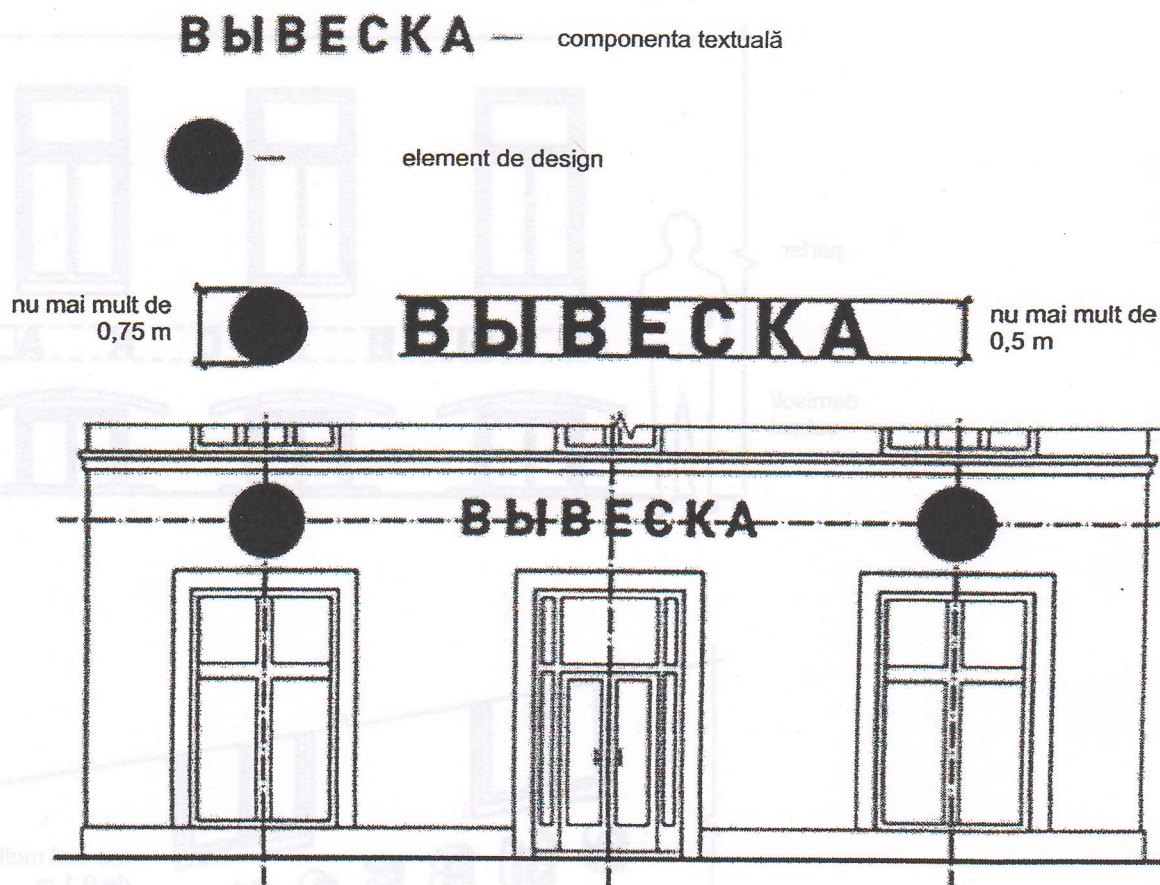 ВЫВЕСКА — componenta textuală
— element de design
nu mai mult de
0,75 m
ВЫВЕСКА
nu mai mult de
0,5 m
ВЫВЕСКА